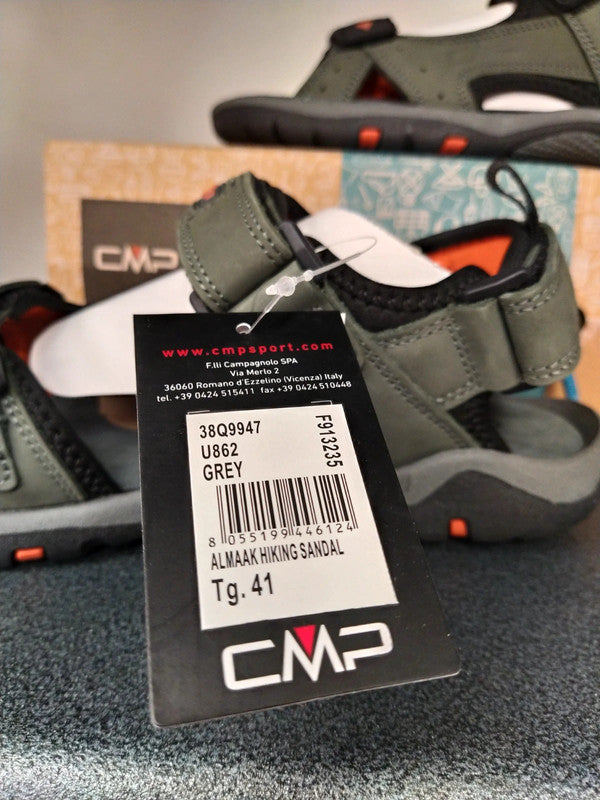 CMP
www.cmpsport.com
F.lli Campagnolo SPA
Via Merlo 2
36060 Romano d'Ezzelino (Vicenza) Italy
tel. +39 0424 515411 fax +39 0424 510448
38Q9947
U862
GREY
F913235
8 055199 446124
ALMAAK HIKING SANDAL
Tg. 41
CMP